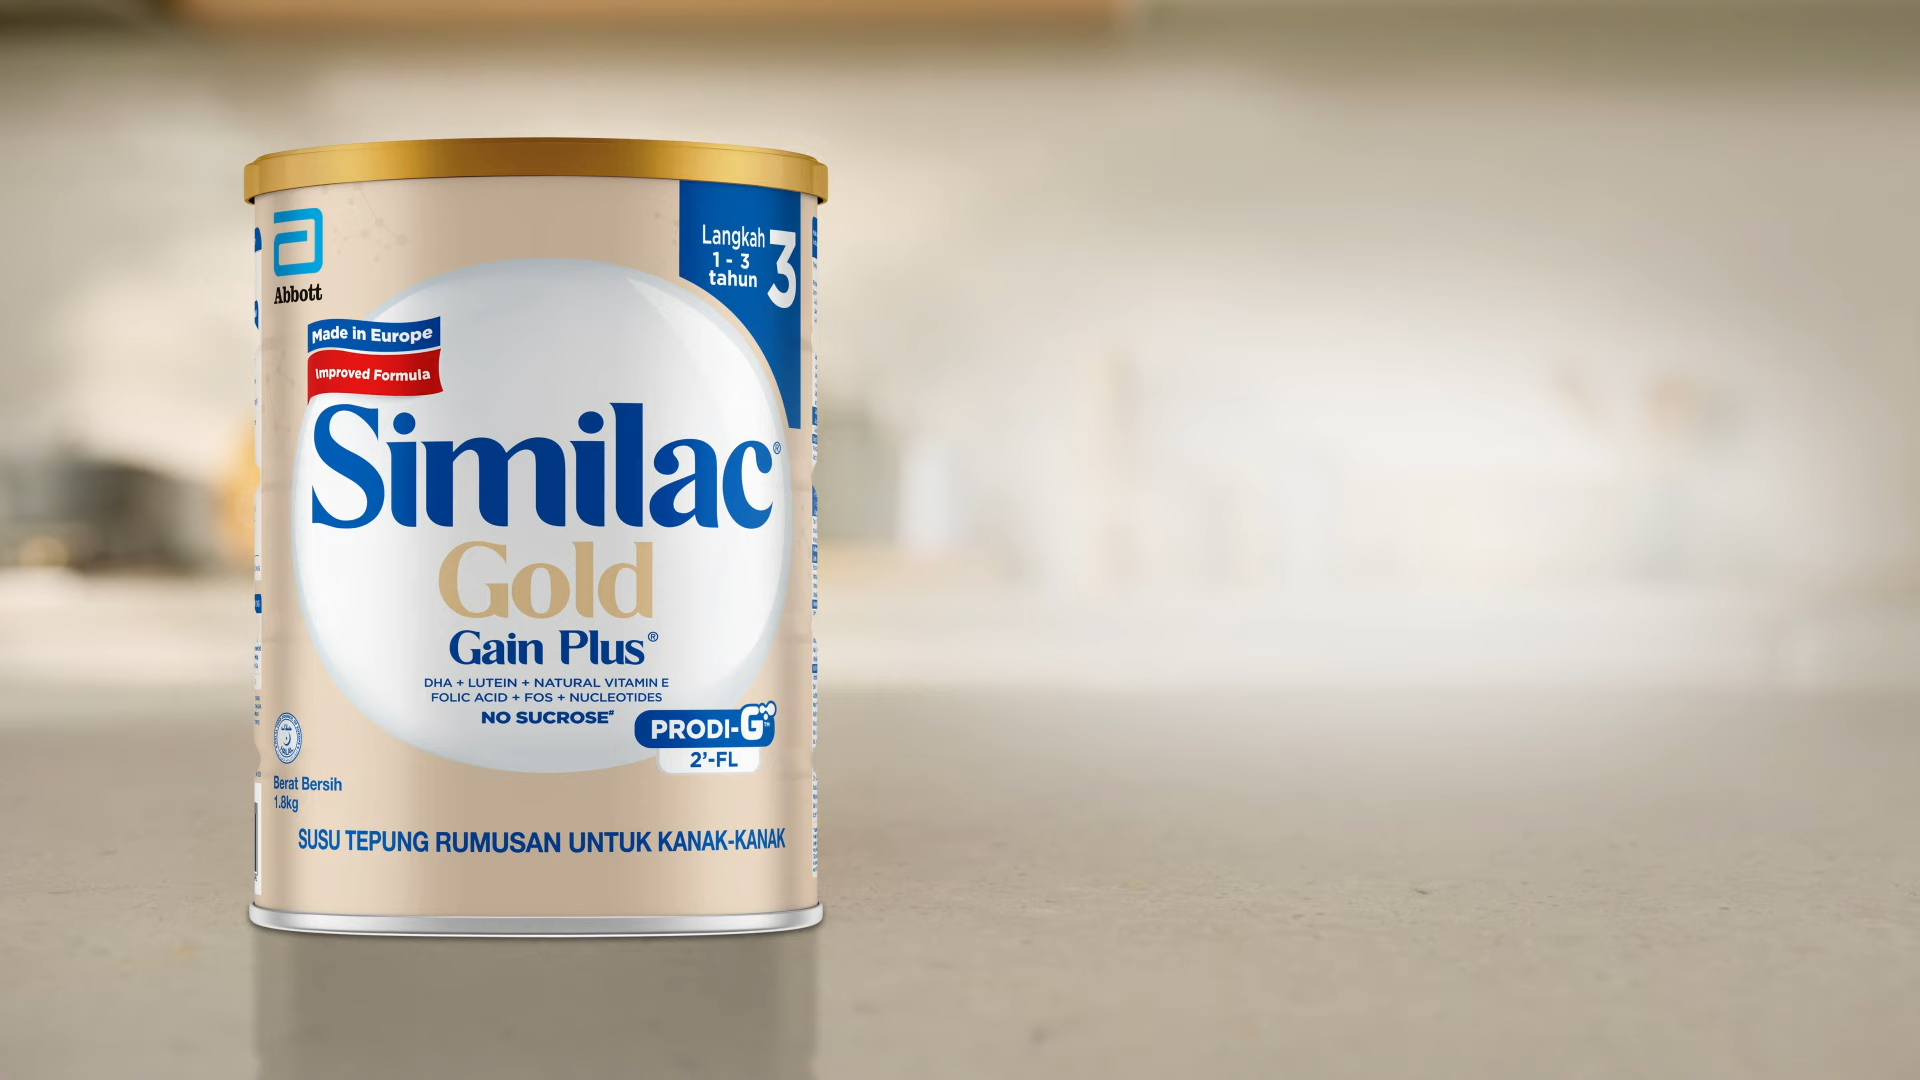 Abbott
Langkah 3
1 - 3
tahun
Made in Europe
Improved Formula
Similac®
Gold
Gain Plus®
DHA + LUTEIN + NATURAL VITAMIN E
FOLIC ACID + FOS + NUCLEOTIDES
NO SUCROSE#
PRODI-G™
2'-FL
Berat Bersih
1.8kg
SUSU TEPUNG RUMUSAN UNTUK KANAK-KANAK